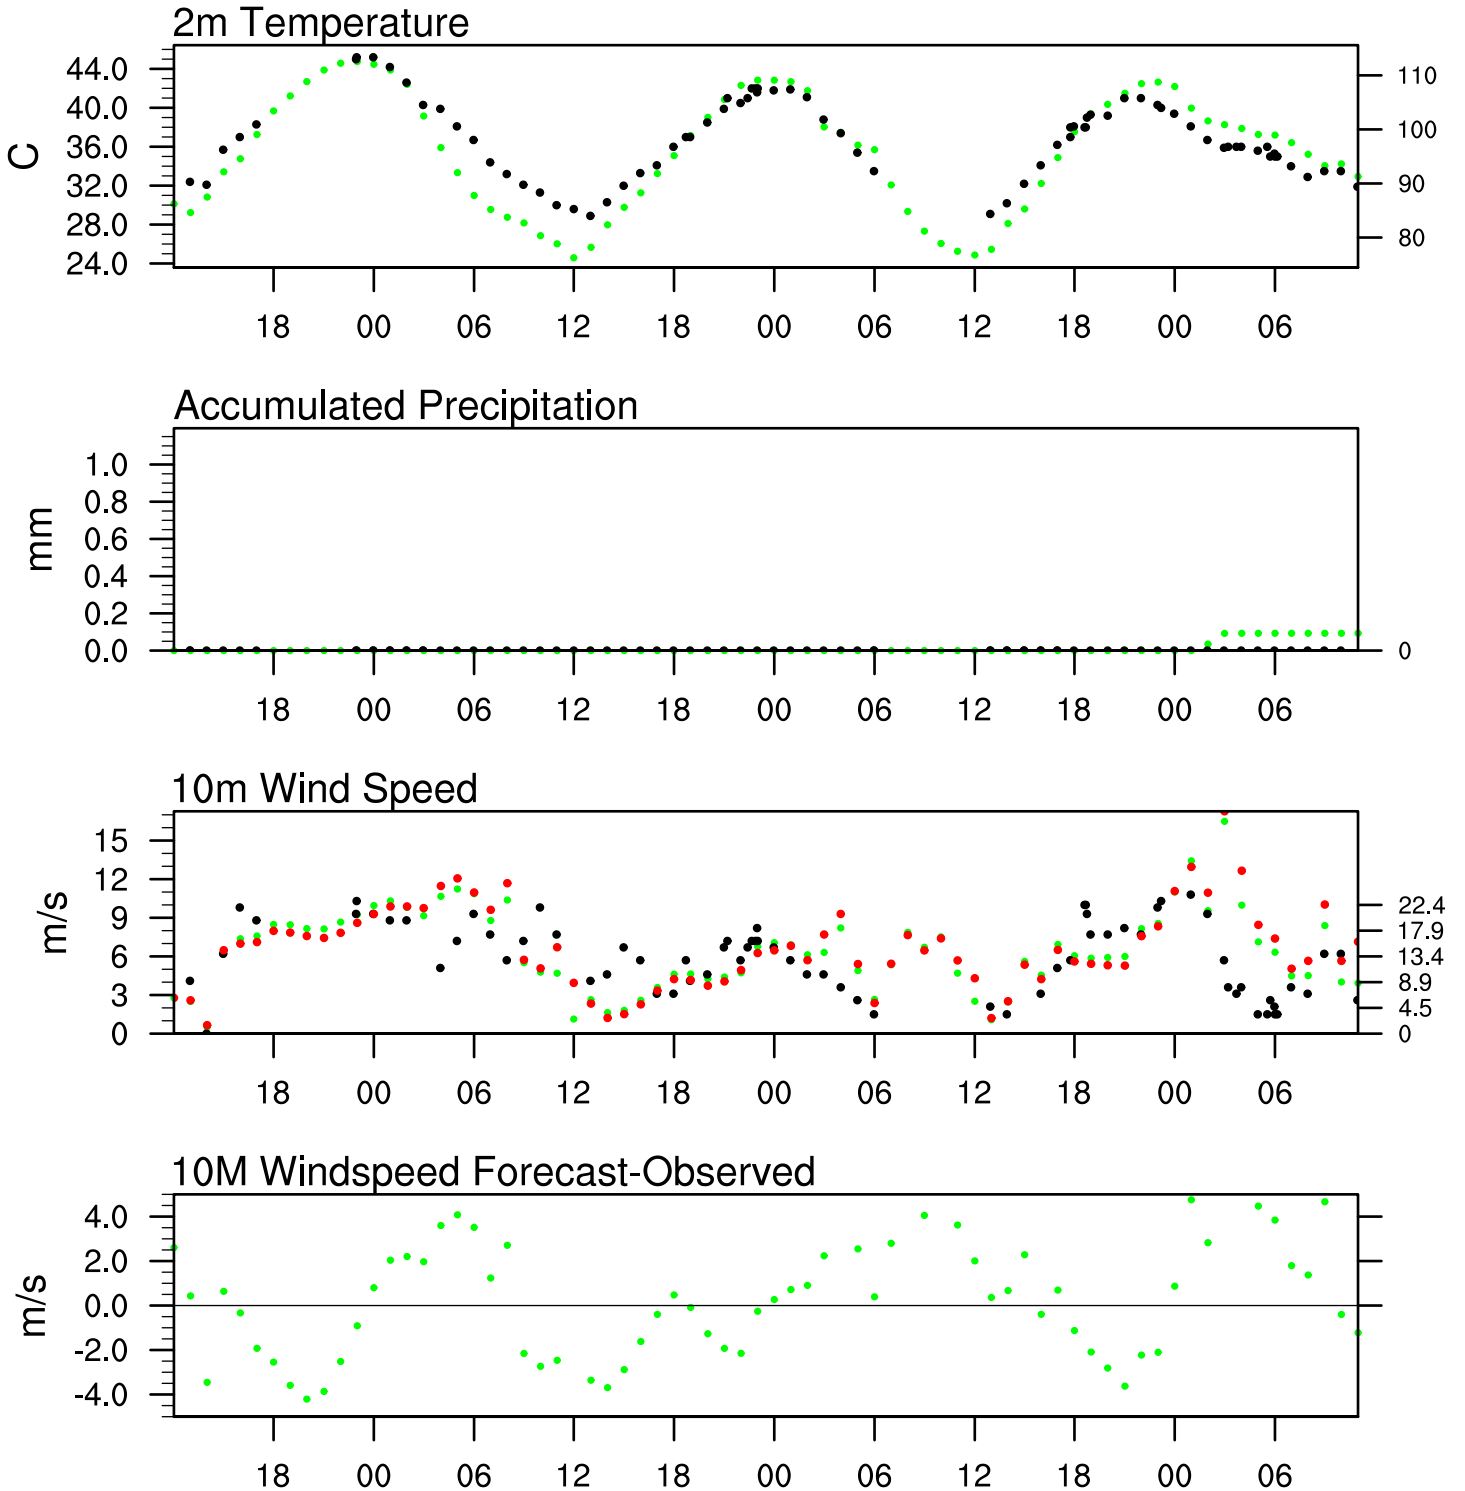 2m Temperature
C
44.0
40.0
36.0
32.0
28.0
24.0
110
100
90
80
18 00 06 12 18 00 06 12 18 00 06
Accumulated Precipitation
mm
1.0
0.8
0.6
0.4
0.2
0.0
0
18 00 06 12 18 00 06 12 18 00 06
10m Wind Speed
m/s
15
12
9
6
3
0
22.4
17.9
13.4
8.9
4.5
0
18 00 06 12 18 00 06 12 18 00 06
10M Windspeed Forecast-Observed
m/s
4.0
2.0
0.0
-2.0
-4.0
18 00 06 12 18 00 06 12 18 00 06